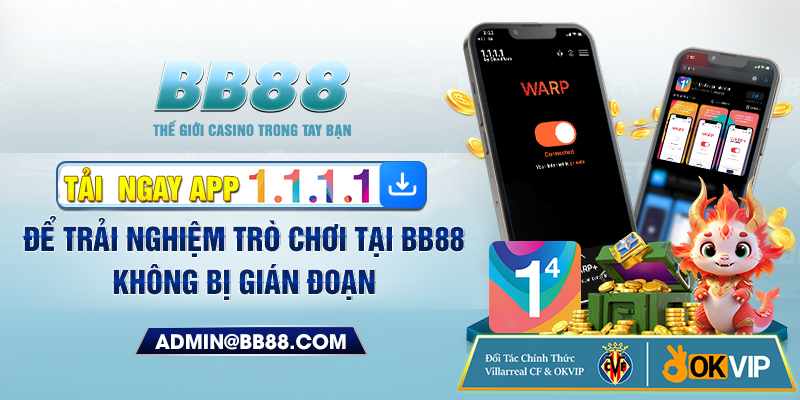 BB88
THẾ GIỚI CASINO TRONG TAY BẠN
TẢI NGAY APP 1.1.1.1
ĐỂ TRẢI NGHIỆM TRÒ CHƠI TẠI BB88
KHÔNG BỊ GIÁN ĐOẠN
ADMIN@BB88.COM
1.1.1.1
WARP
Connected
WARP+
1⁴
Đối Tác Chính Thức
Villarreal CF & OKVIP
OKVIP